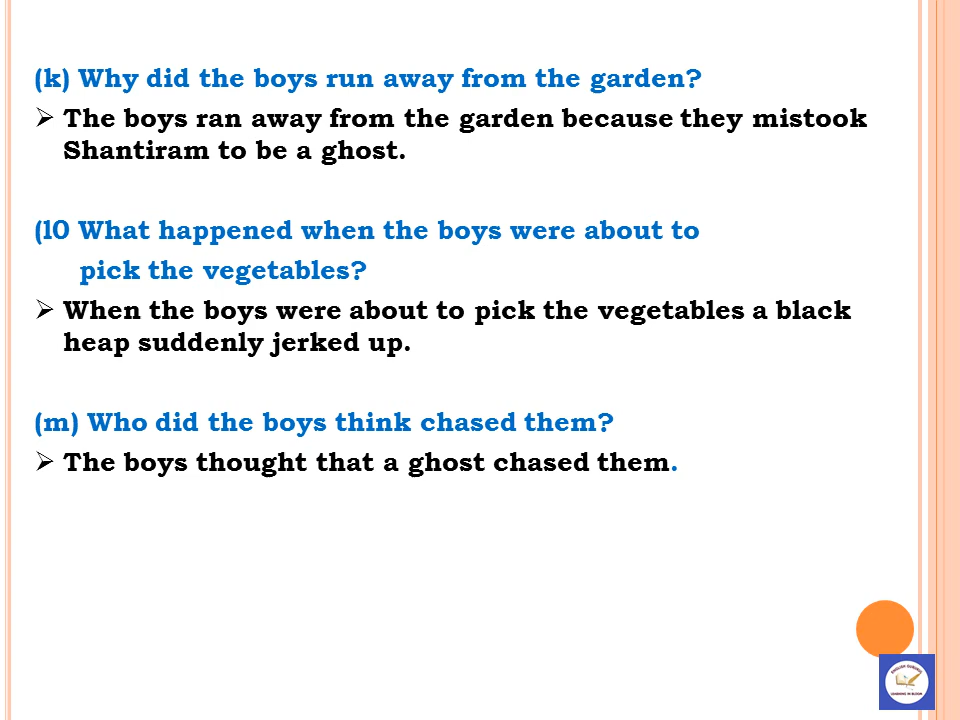 (k) Why did the boys run away from the garden?
➢ The boys ran away from the garden because they mistook
Shantiram to be a ghost.
(l0 What happened when the boys were about to
pick the vegetables?
➢ When the boys were about to pick the vegetables a black
heap suddenly jerked up.
(m) Who did the boys think chased them?
➢ The boys thought that a ghost chased them.